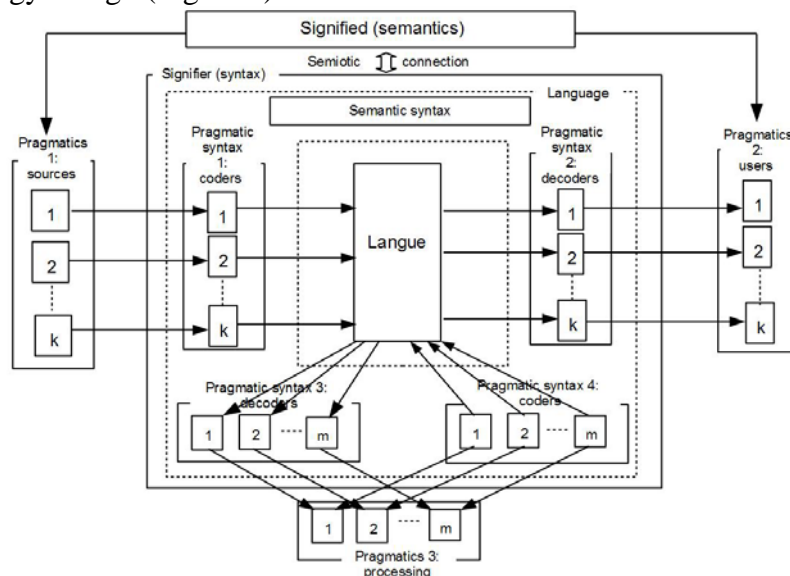 Signified (semantics)
Semiotic connection
Signifier (syntax)
Language
Semantic syntax
Pragmatics
1:
sources
Pragmatic
syntax
1:
coders
Pragmatic
syntax
2:
decoders
Pragmatics
2:
users
1
1
1
1
Langue
2
2
2
2
k
k
k
k
Pragmatic syntax 3:
decoders
Pragmatic syntax 4:
coders
1
2
m
1
2
m
1
2
m
Pragmatics 3:
processing